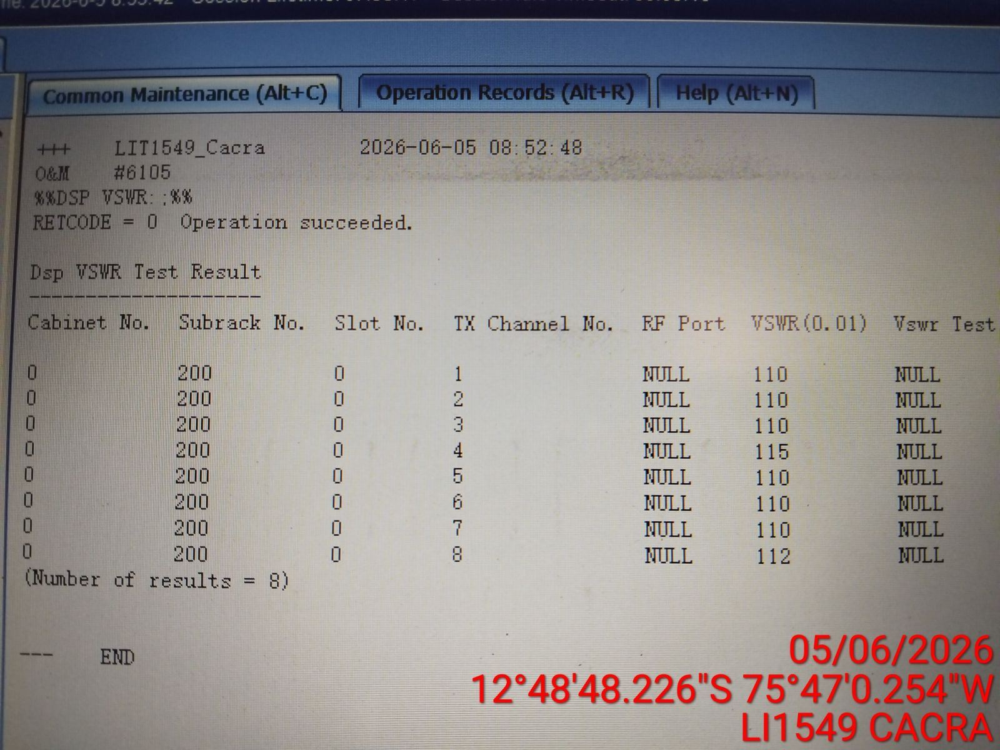 Common Maintenance (Alt+C) Operation Records (Alt+R) Help (Alt+N)
+++ LIT1549_Cacra 2026-06-05 08:52:48
O&M #6105
%%DSP VSWR:;%%
RETCODE = 0 Operation succeeded.
Dsp VSWR Test Result
--------------------
Cabinet No. Subrack No. Slot No. TX Channel No. RF Port VSWR(0.01) Vswr Test
0 200 0 1 NULL 110 NULL
0 200 0 2 NULL 110 NULL
0 200 0 3 NULL 110 NULL
0 200 0 4 NULL 115 NULL
0 200 0 5 NULL 110 NULL
0 200 0 6 NULL 110 NULL
0 200 0 7 NULL 110 NULL
0 200 0 8 NULL 112 NULL
(Number of results = 8)
--- END
05/06/2026
12°48'48.226"S 75°47'0.254"W
LI1549 CACRA